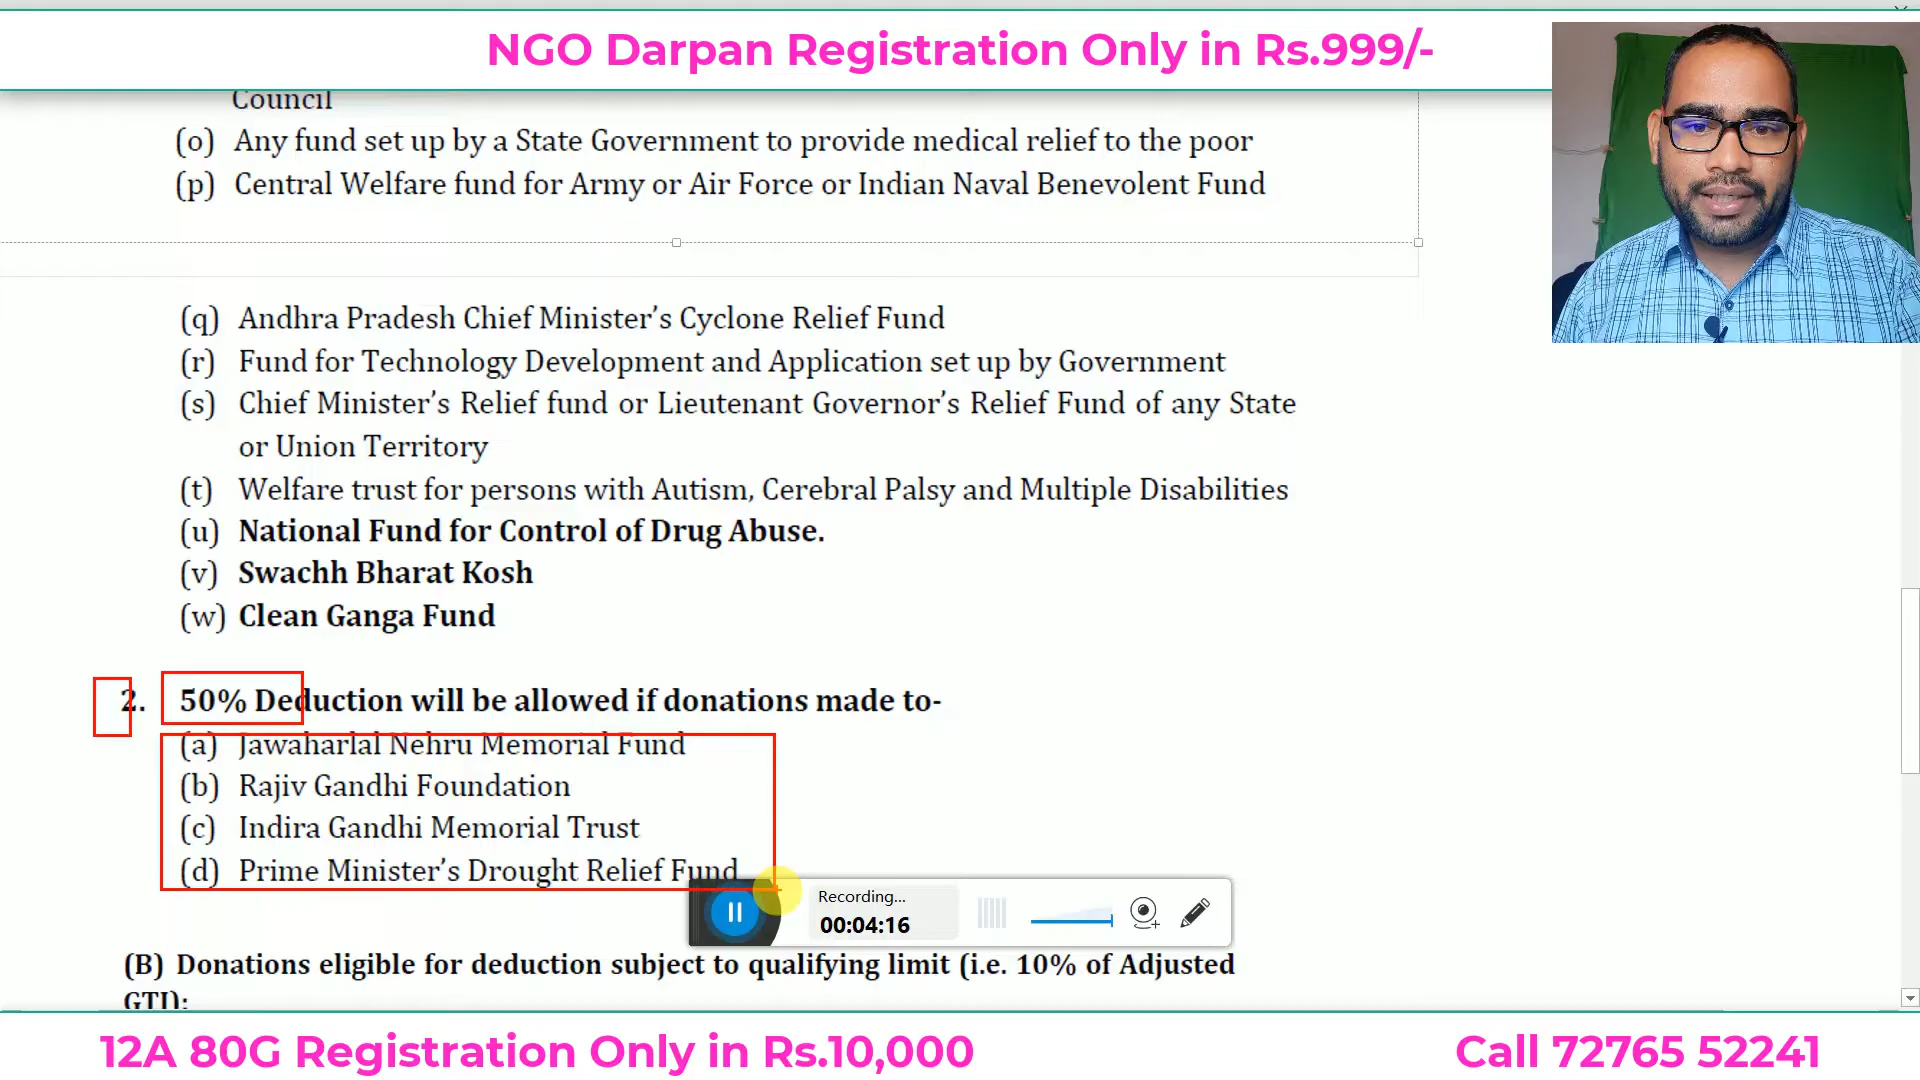 NGO Darpan Registration Only in Rs.999/-
Council
(o) Any fund set up by a State Government to provide medical relief to the poor
(p) Central Welfare fund for Army or Air Force or Indian Naval Benevolent Fund
(q) Andhra Pradesh Chief Minister’s Cyclone Relief Fund
(r) Fund for Technology Development and Application set up by Government
(s) Chief Minister’s Relief fund or Lieutenant Governor’s Relief Fund of any State
or Union Territory
(t) Welfare trust for persons with Autism, Cerebral Palsy and Multiple Disabilities
(u) National Fund for Control of Drug Abuse.
(v) Swachh Bharat Kosh
(w) Clean Ganga Fund
2. 50% Deduction will be allowed if donations made to-
(a) Jawaharlal Nehru Memorial Fund
(b) Rajiv Gandhi Foundation
(c) Indira Gandhi Memorial Trust
(d) Prime Minister’s Drought Relief Fund
Recording...
00:04:16
(B) Donations eligible for deduction subject to qualifying limit (i.e. 10% of Adjusted
GTI):
12A 80G Registration Only in Rs.10,000
Call 72765 52241